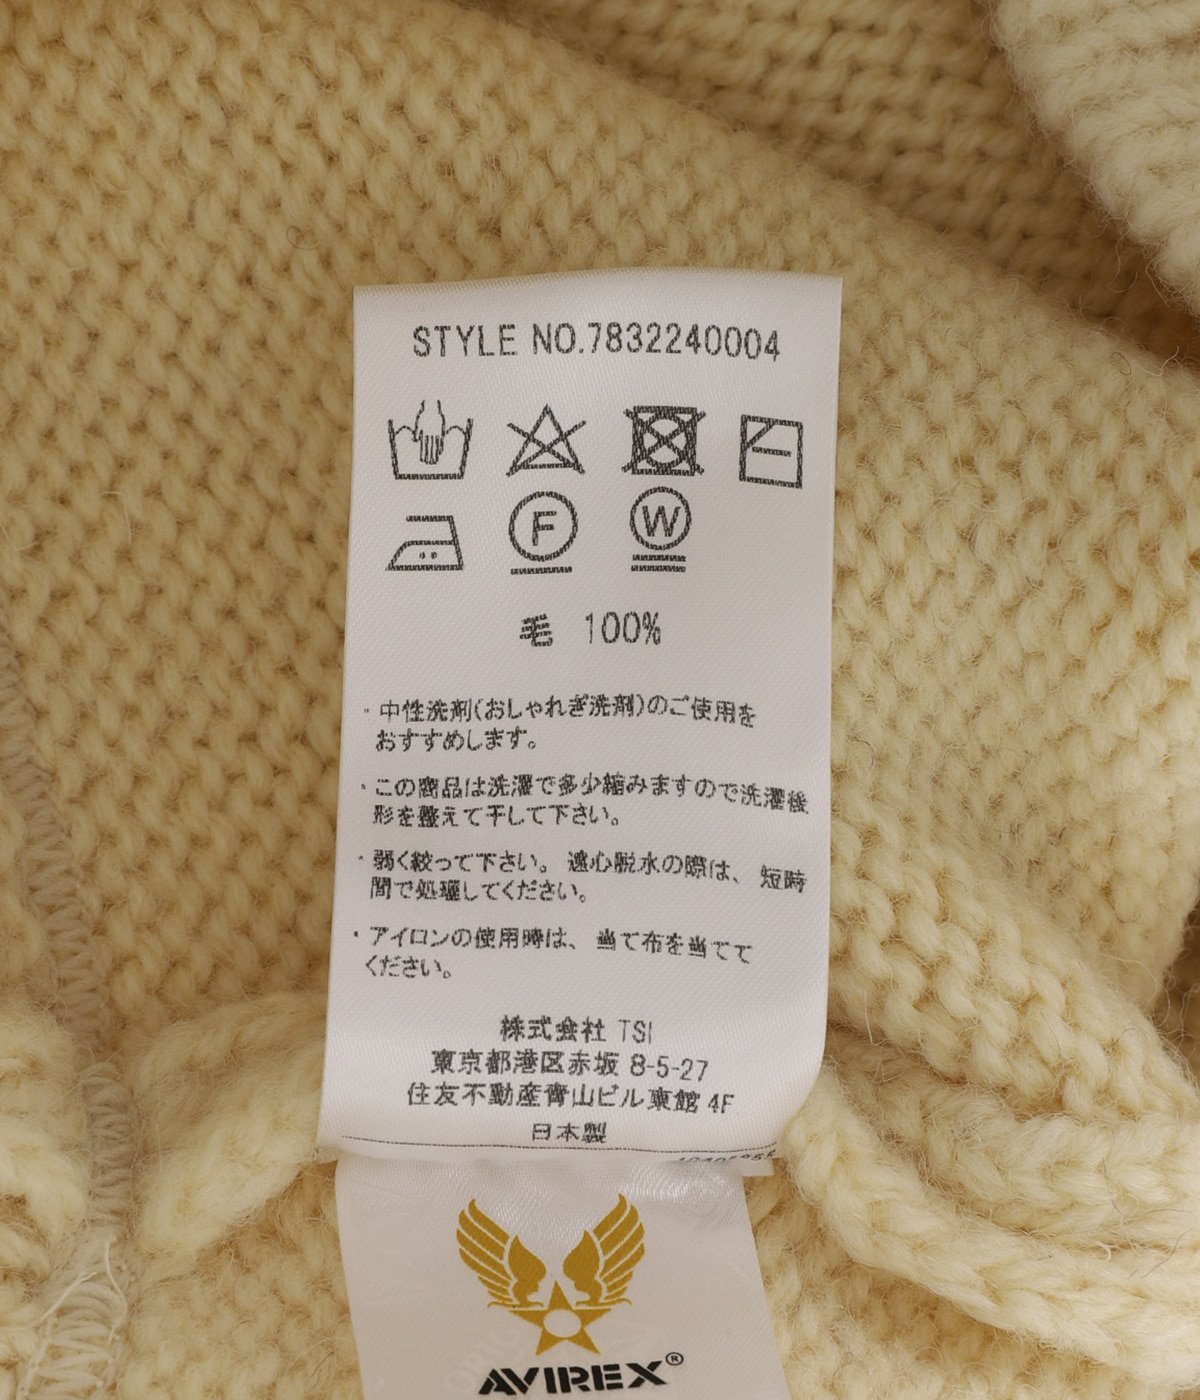 STYLE NO.7832240004
F
W
毛 100%
・中性洗剤(おしゃれぎ洗剤)のご使用を
おすすめします。
・この商品は洗濯で多少縮みますので洗濯後
形を整えて干して下さい。
・弱く絞って下さい。遠心脱水の際は、短時
間で処理してください。
・アイロンの使用時は、当て布を当てて
ください。
株式会社 TSI
東京都港区赤坂 8-5-27
住友不動産青山ビル東館 4F
日本製
AVIREX®